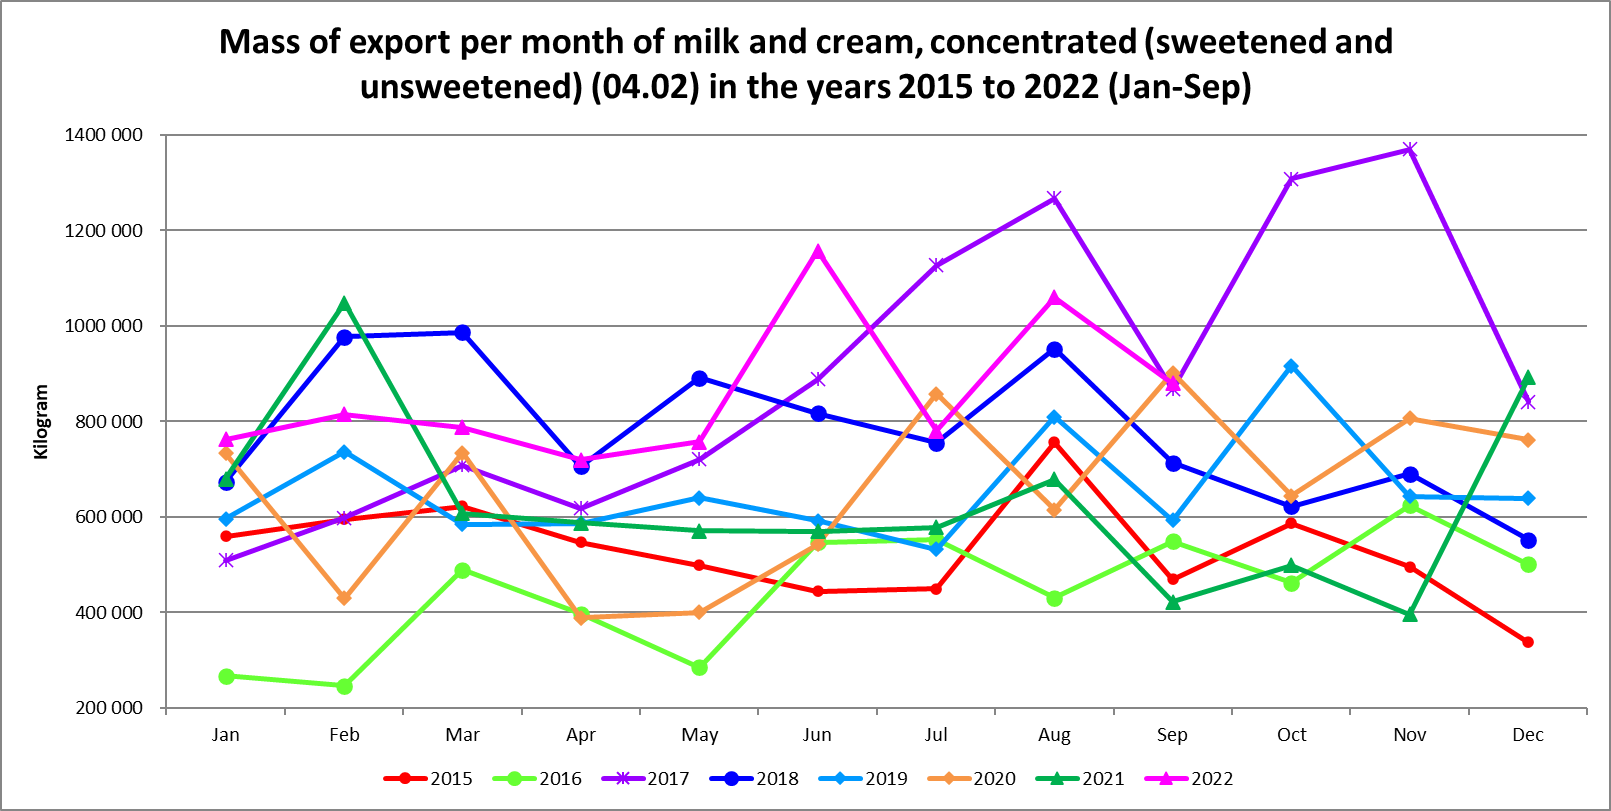 Mass of export per month of milk and cream, concentrated (sweetened and
unsweetened) (04.02) in the years 2015 to 2022 (Jan-Sep)
1400 000
1200 000
1000 000
800 000
600 000
400 000
200 000
Kilogram
Jan Feb Mar Apr May Jun Jul Aug Sep Oct Nov Dec
2015 2016 2017 2018 2019 2020 2021 2022